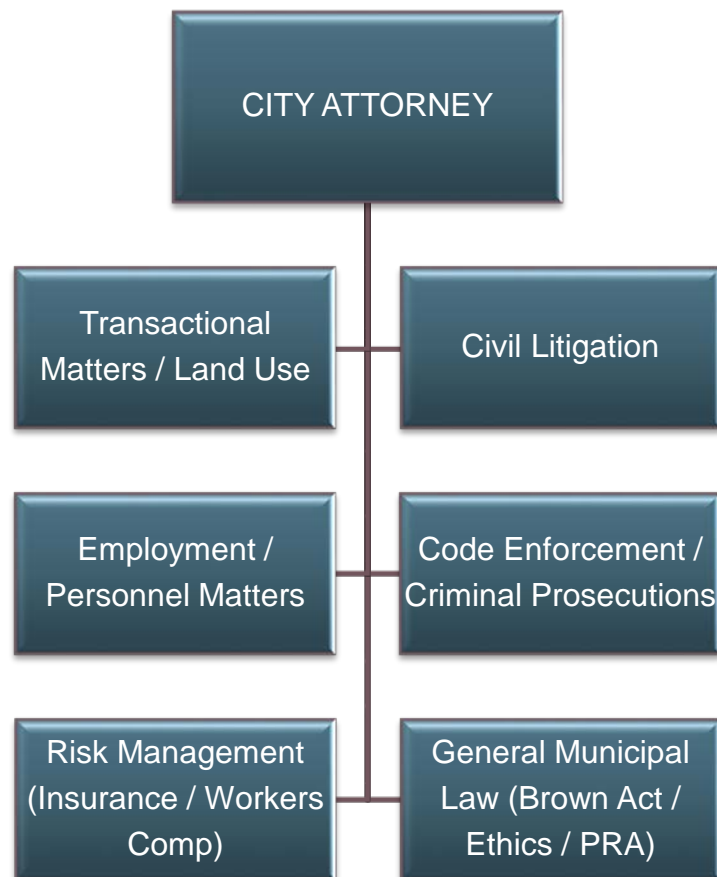 CITY ATTORNEY
Transactional
Matters / Land Use
Civil Litigation
Employment /
Personnel Matters
Code Enforcement /
Criminal Prosecutions
Risk Management
(Insurance / Workers
Comp)
General Municipal
Law (Brown Act /
Ethics / PRA)